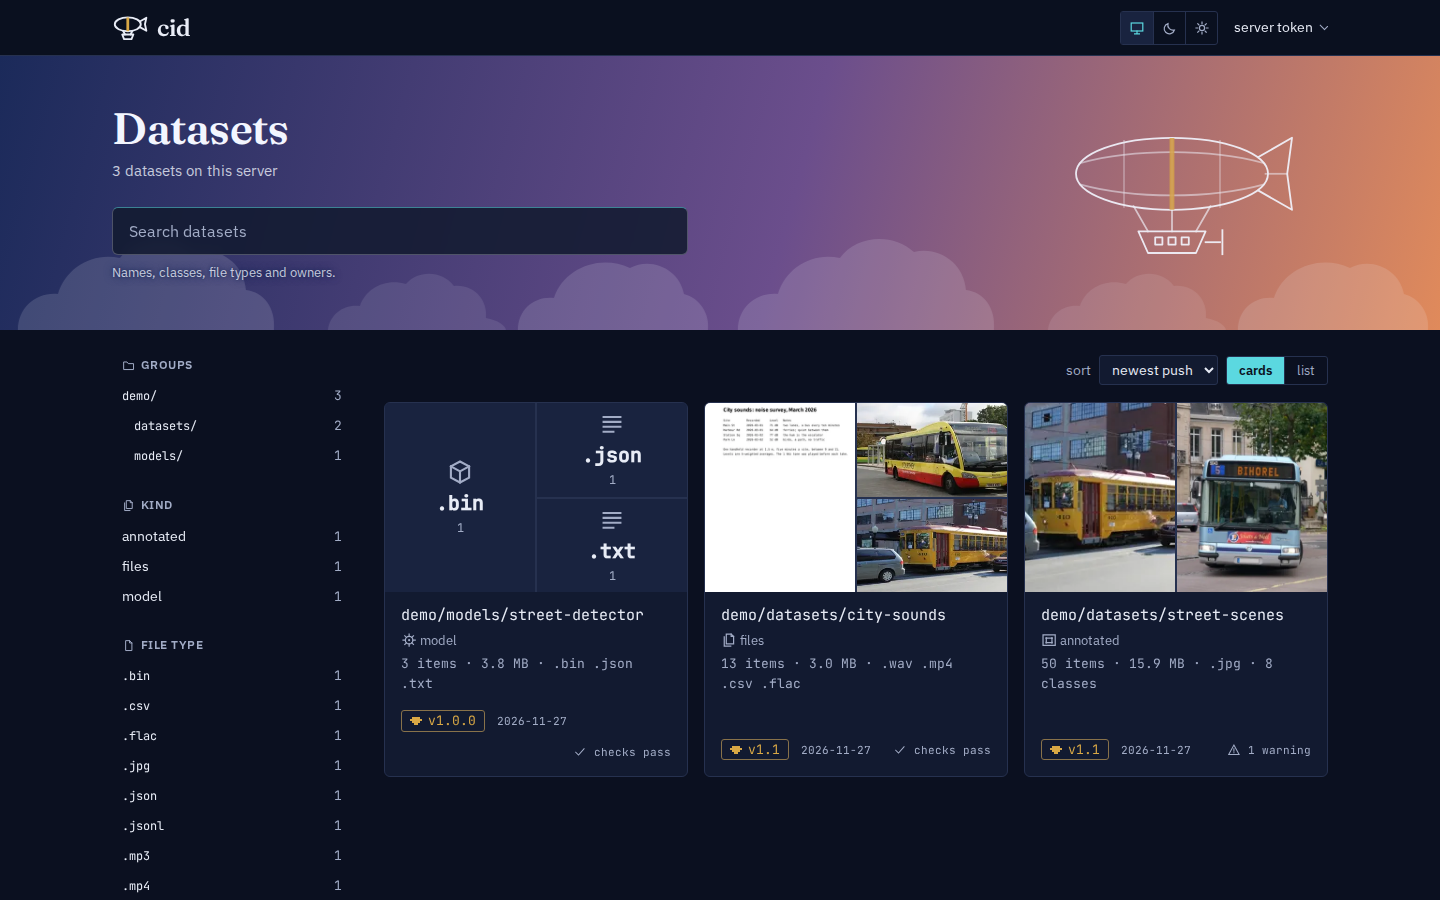 cid
server token
Datasets
3 datasets on this server
Search datasets
Names, classes, file types and owners.
GROUPS
demo/ 3
datasets/ 2
models/ 1
KIND
annotated 1
files 1
model 1
FILE TYPE
.bin 1
.csv 1
.flac 1
.jpg 1
.json 1
.jsonl 1
.mp3 1
.mp4 1
sort newest push cards list
.bin
1
.json
1
.txt
1
demo/models/street-detector
model
3 items · 3.8 MB · .bin .json
.txt
v1.0.0 2026-11-27
checks pass
City sounds: noise survey, March 2026
demo/datasets/city-sounds
files
13 items · 3.0 MB · .wav .mp4
.csv .flac
v1.1 2026-11-27 checks pass
BIHOREL
demo/datasets/street-scenes
annotated
50 items · 15.9 MB · .jpg · 8
classes
v1.1 2026-11-27 1 warning